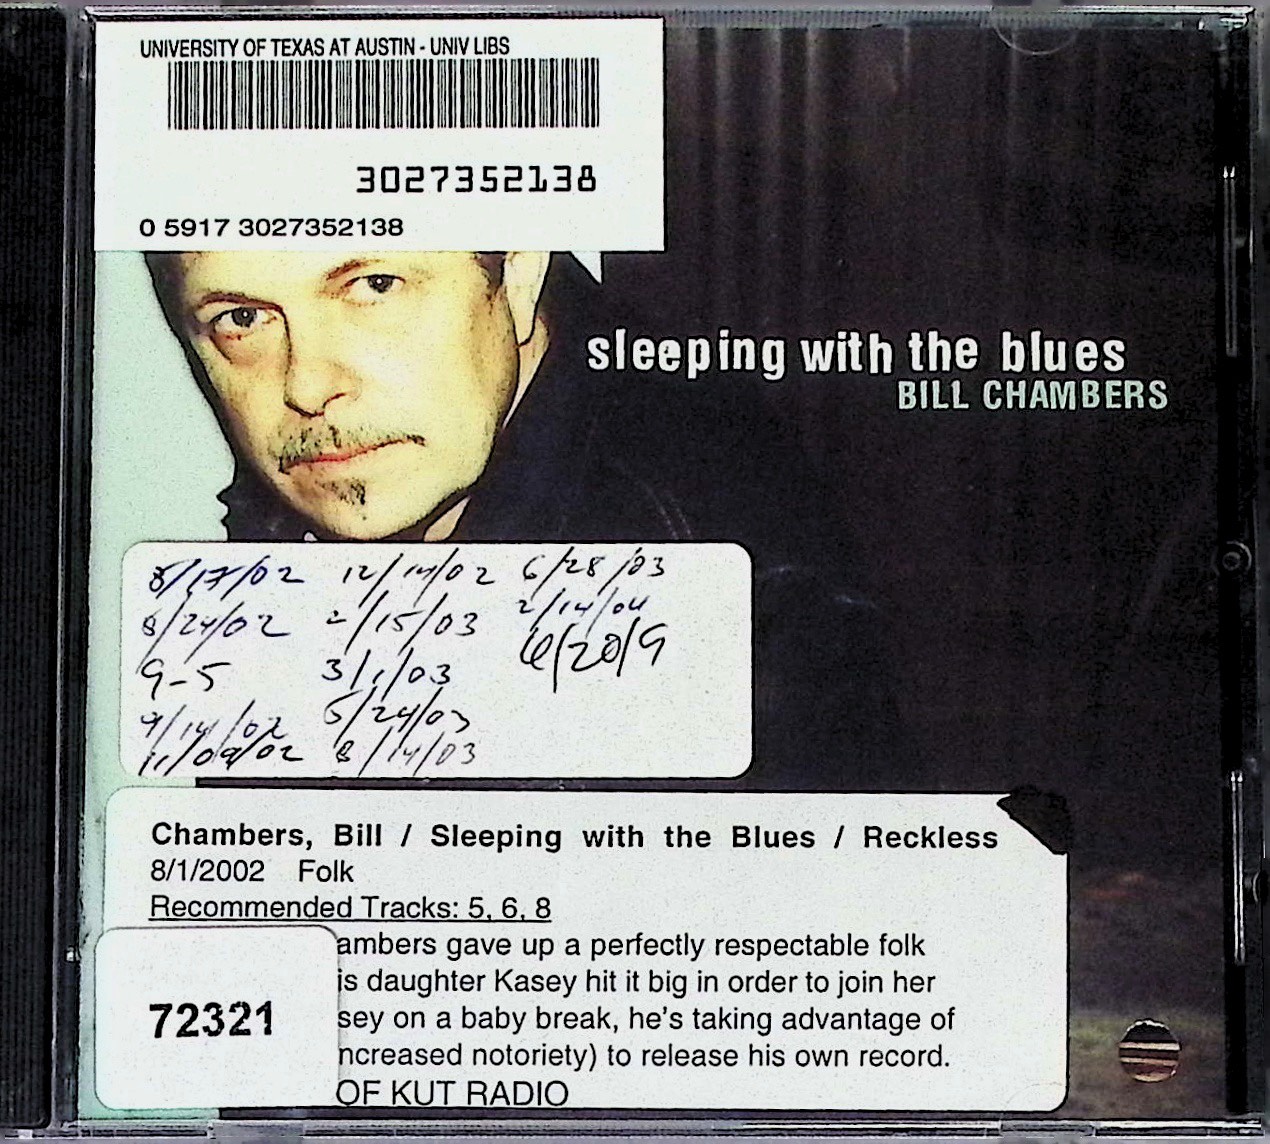 UNIVERSITY OF TEXAS AT AUSTIN - UNIV LIBS
3027352138
0 5917 3027352138
sleeping with the blues
BILL CHAMBERS
8/17/02 12/14/02 6/28/03
8/24/02 2/15/03 2/14/04
9-5 3/1/03 6/20/9
9/14/02 5/24/03
11/09/02 8/14/03
Chambers, Bill / Sleeping with the Blues / Reckless
8/1/2002 Folk
Recommended Tracks: 5, 6, 8
ambers gave up a perfectly respectable folk
is daughter Kasey hit it big in order to join her
sey on a baby break, he's taking advantage of
ncreased notoriety) to release his own record.
72321
OF KUT RADIO